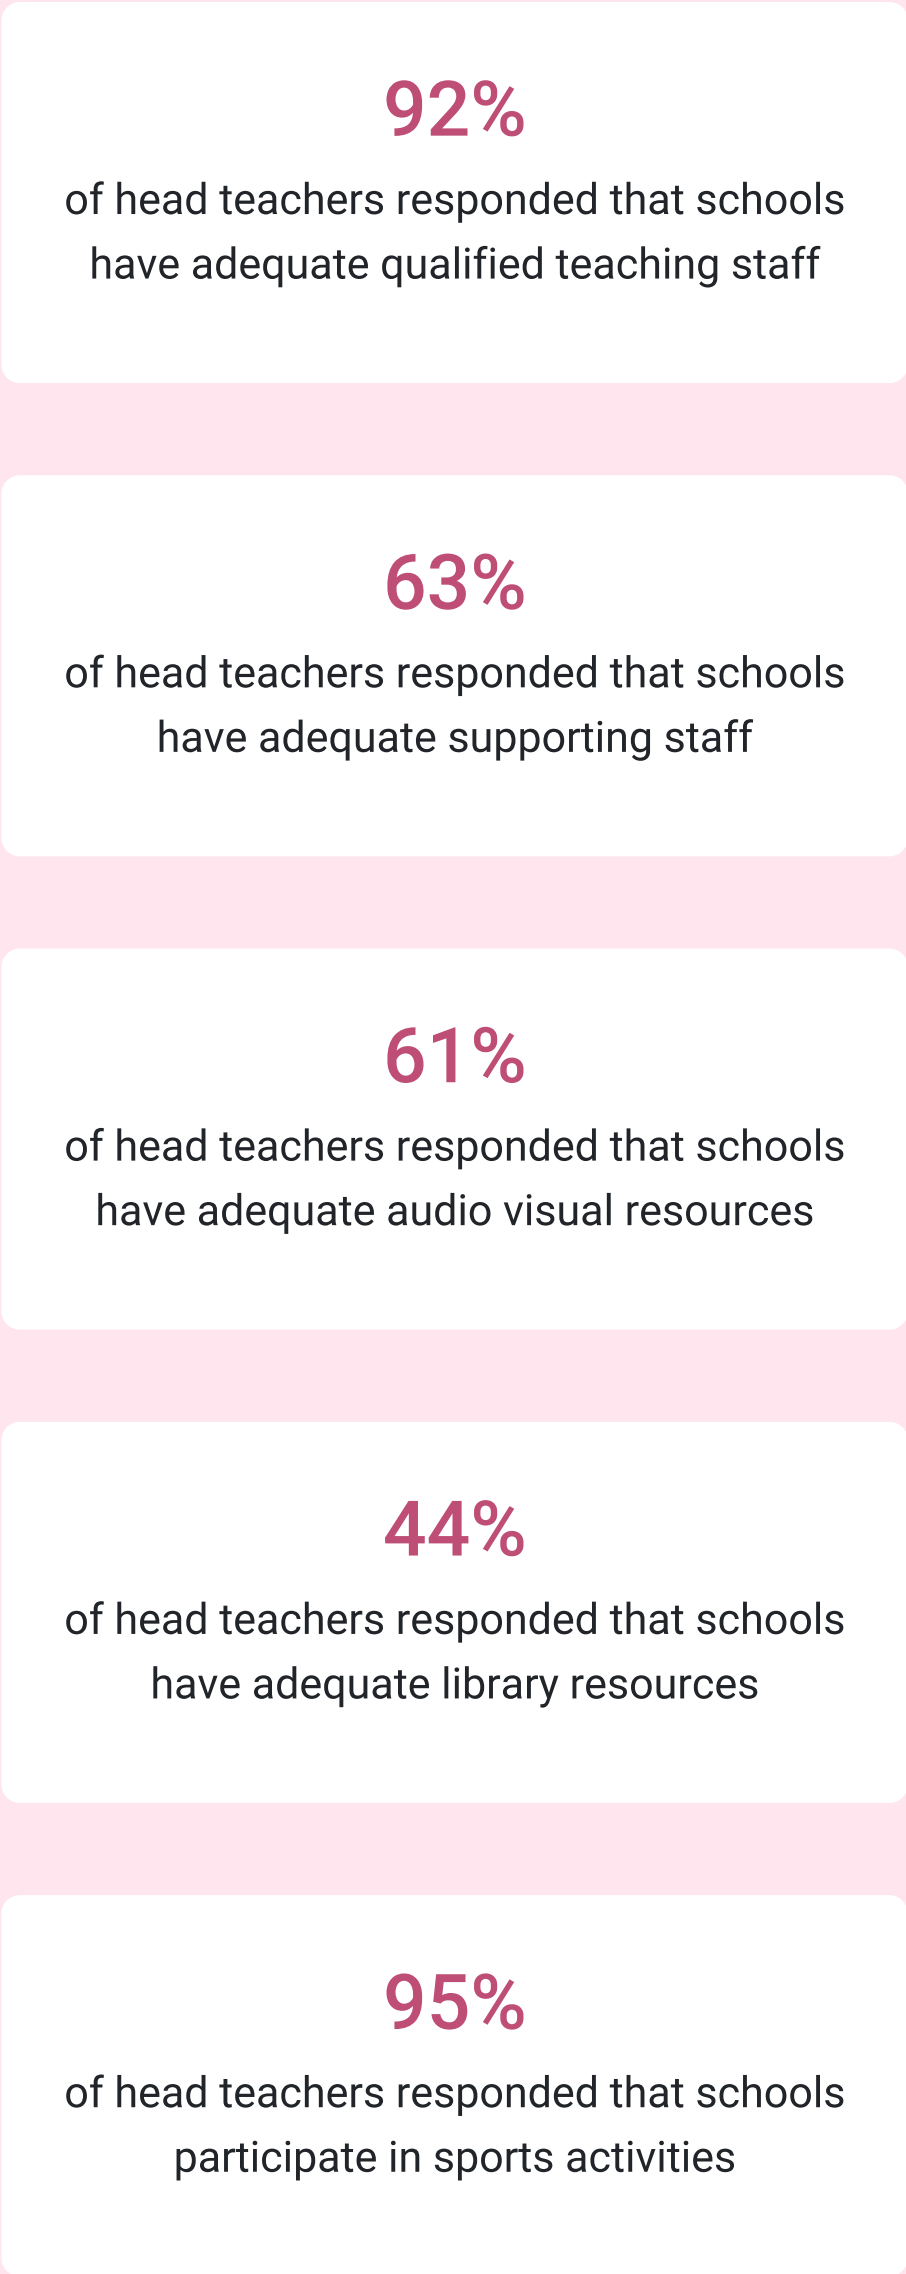 92%
of head teachers responded that schools
have adequate qualified teaching staff
63%
of head teachers responded that schools
have adequate supporting staff
61%
of head teachers responded that schools
have adequate audio visual resources
44%
of head teachers responded that schools
have adequate library resources
95%
of head teachers responded that schools
participate in sports activities